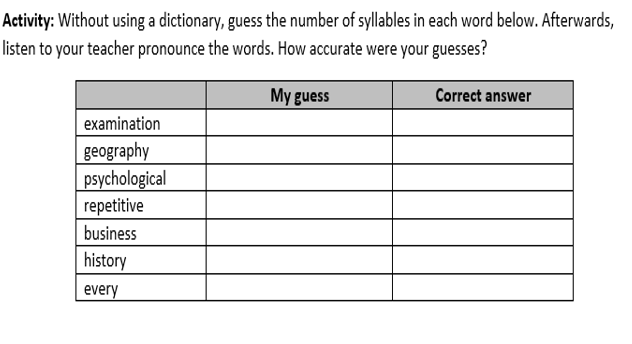 Activity: Without using a dictionary, guess the number of syllables in each word below. Afterwards,
listen to your teacher pronounce the words. How accurate were your guesses?
My guess Correct answer
examination
geography
psychological
repetitive
business
history
every